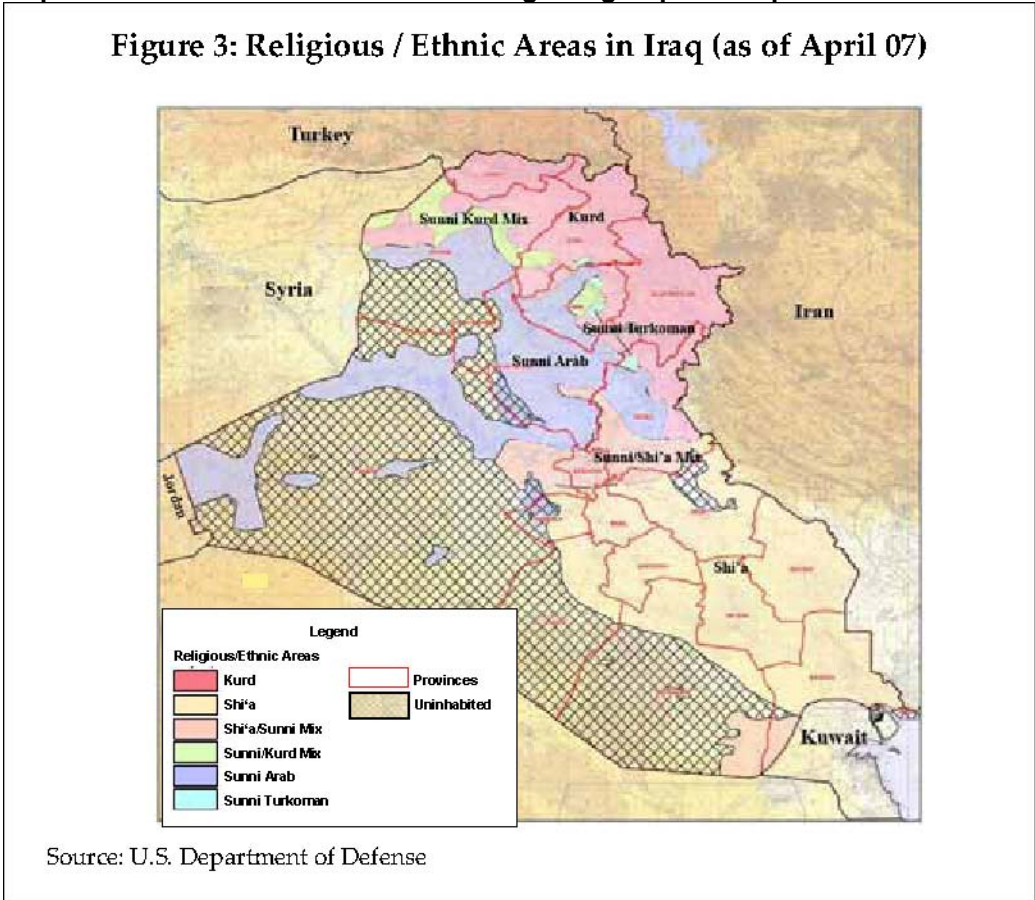 Figure 3: Religious / Ethnic Areas in Iraq (as of April 07)
Turkey
Sunni Kurd Mix
Kurd
Syria
Iran
Sunni/Turkoman
Sunni Arab
Sunni/Shi'a Mix
Jordan
Shi'a
Kuwait
Legend
Religious/Ethnic Areas
Kurd
Shi'a
Shi'a/Sunni Mix
Sunni/Kurd Mix
Sunni Arab
Sunni Turkoman
Provinces
Uninhabited
Source: U.S. Department of Defense